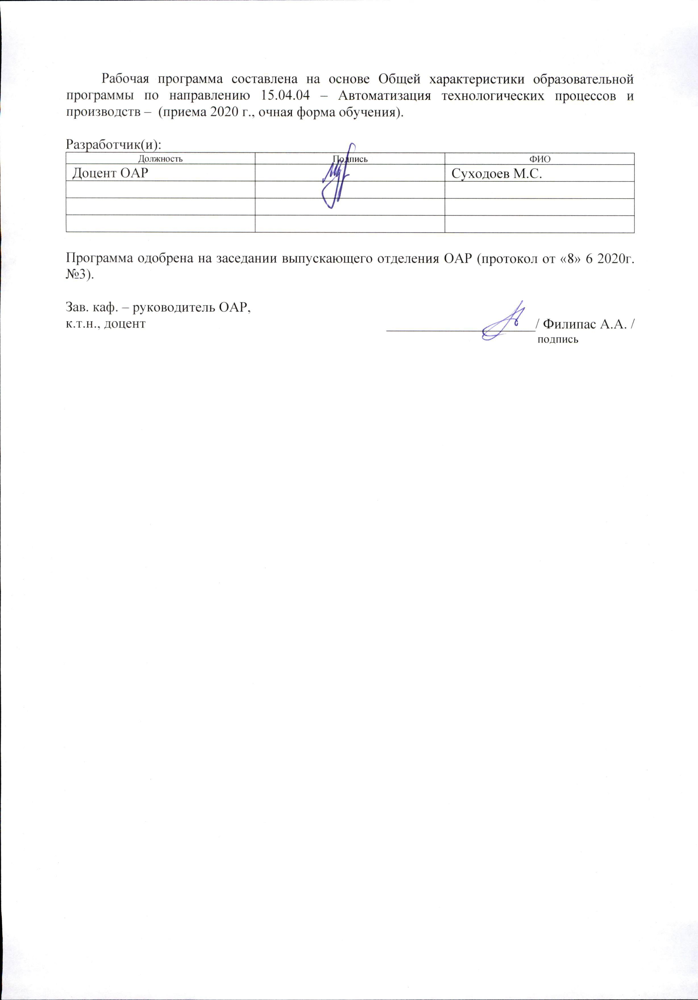 Рабочая программа составлена на основе Общей характеристики образовательной
программы по направлению 15.04.04 – Автоматизация технологических процессов и
производств – (приема 2020 г., очная форма обучения).
Разработчик(и):
Должность Подпись ФИО
Доцент ОАР Суходоев М.С.
Программа одобрена на заседании выпускающего отделения ОАР (протокол от «8» 6 2020г.
№3).
Зав. каф. – руководитель ОАР,
к.т.н., доцент / Филипас А.А. /
подпись